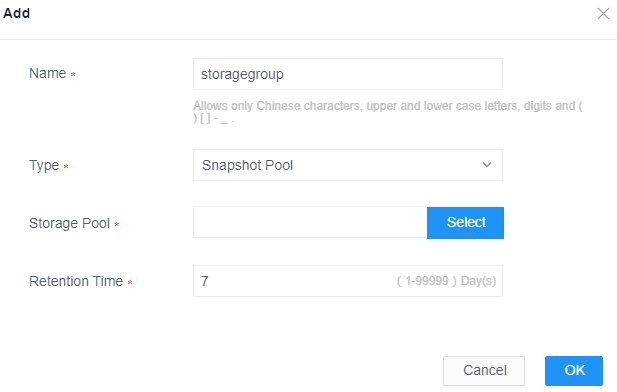 Add
Name *
storagegroup
Allows only Chinese characters, upper and lower case letters, digits and (
) [ ] - _ .
Type *
Snapshot Pool
Storage Pool *
Select
Retention Time *
7
( 1-99999 ) Day(s)
Cancel
OK